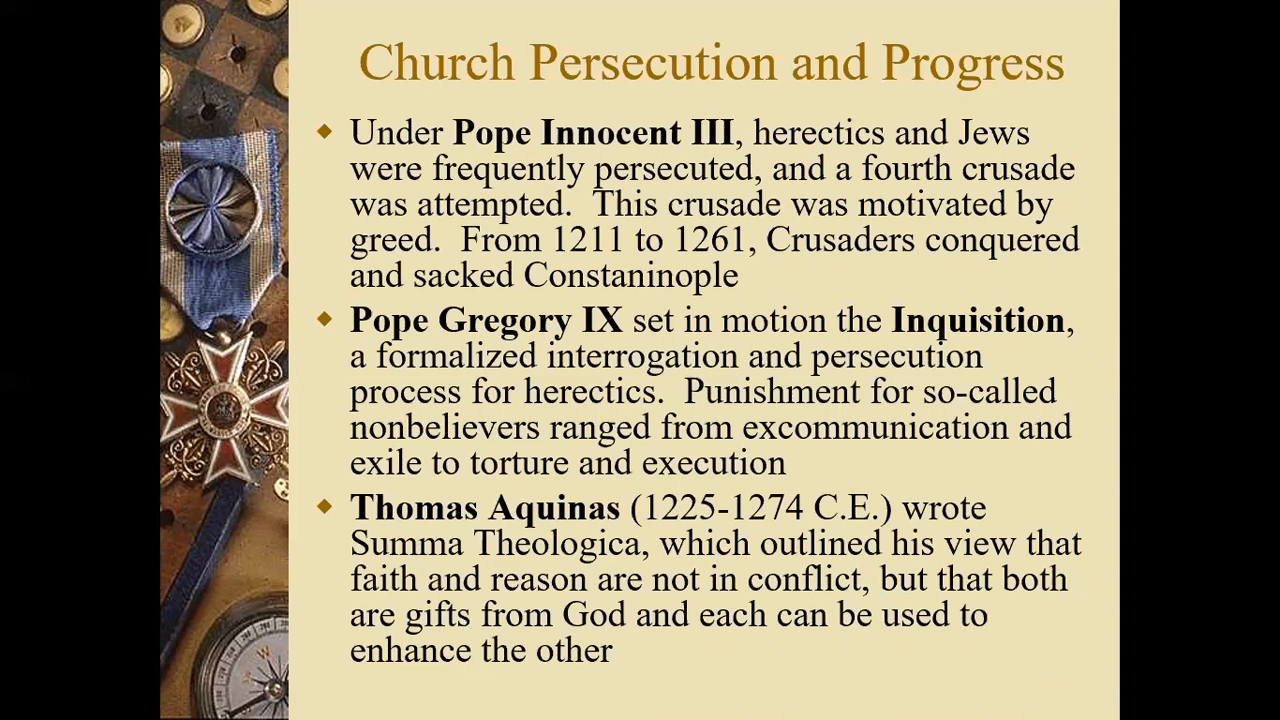 Church Persecution and Progress
Under Pope Innocent III, herectics and Jews
were frequently persecuted, and a fourth crusade
was attempted.  This crusade was motivated by
greed.  From 1211 to 1261, Crusaders conquered
and sacked Constaninople
Pope Gregory IX set in motion the Inquisition,
a formalized interrogation and persecution
process for herectics.  Punishment for so-called
nonbelievers ranged from excommunication and
exile to torture and execution
Thomas Aquinas (1225-1274 C.E.) wrote
Summa Theologica, which outlined his view that
faith and reason are not in conflict, but that both
are gifts from God and each can be used to
enhance the other